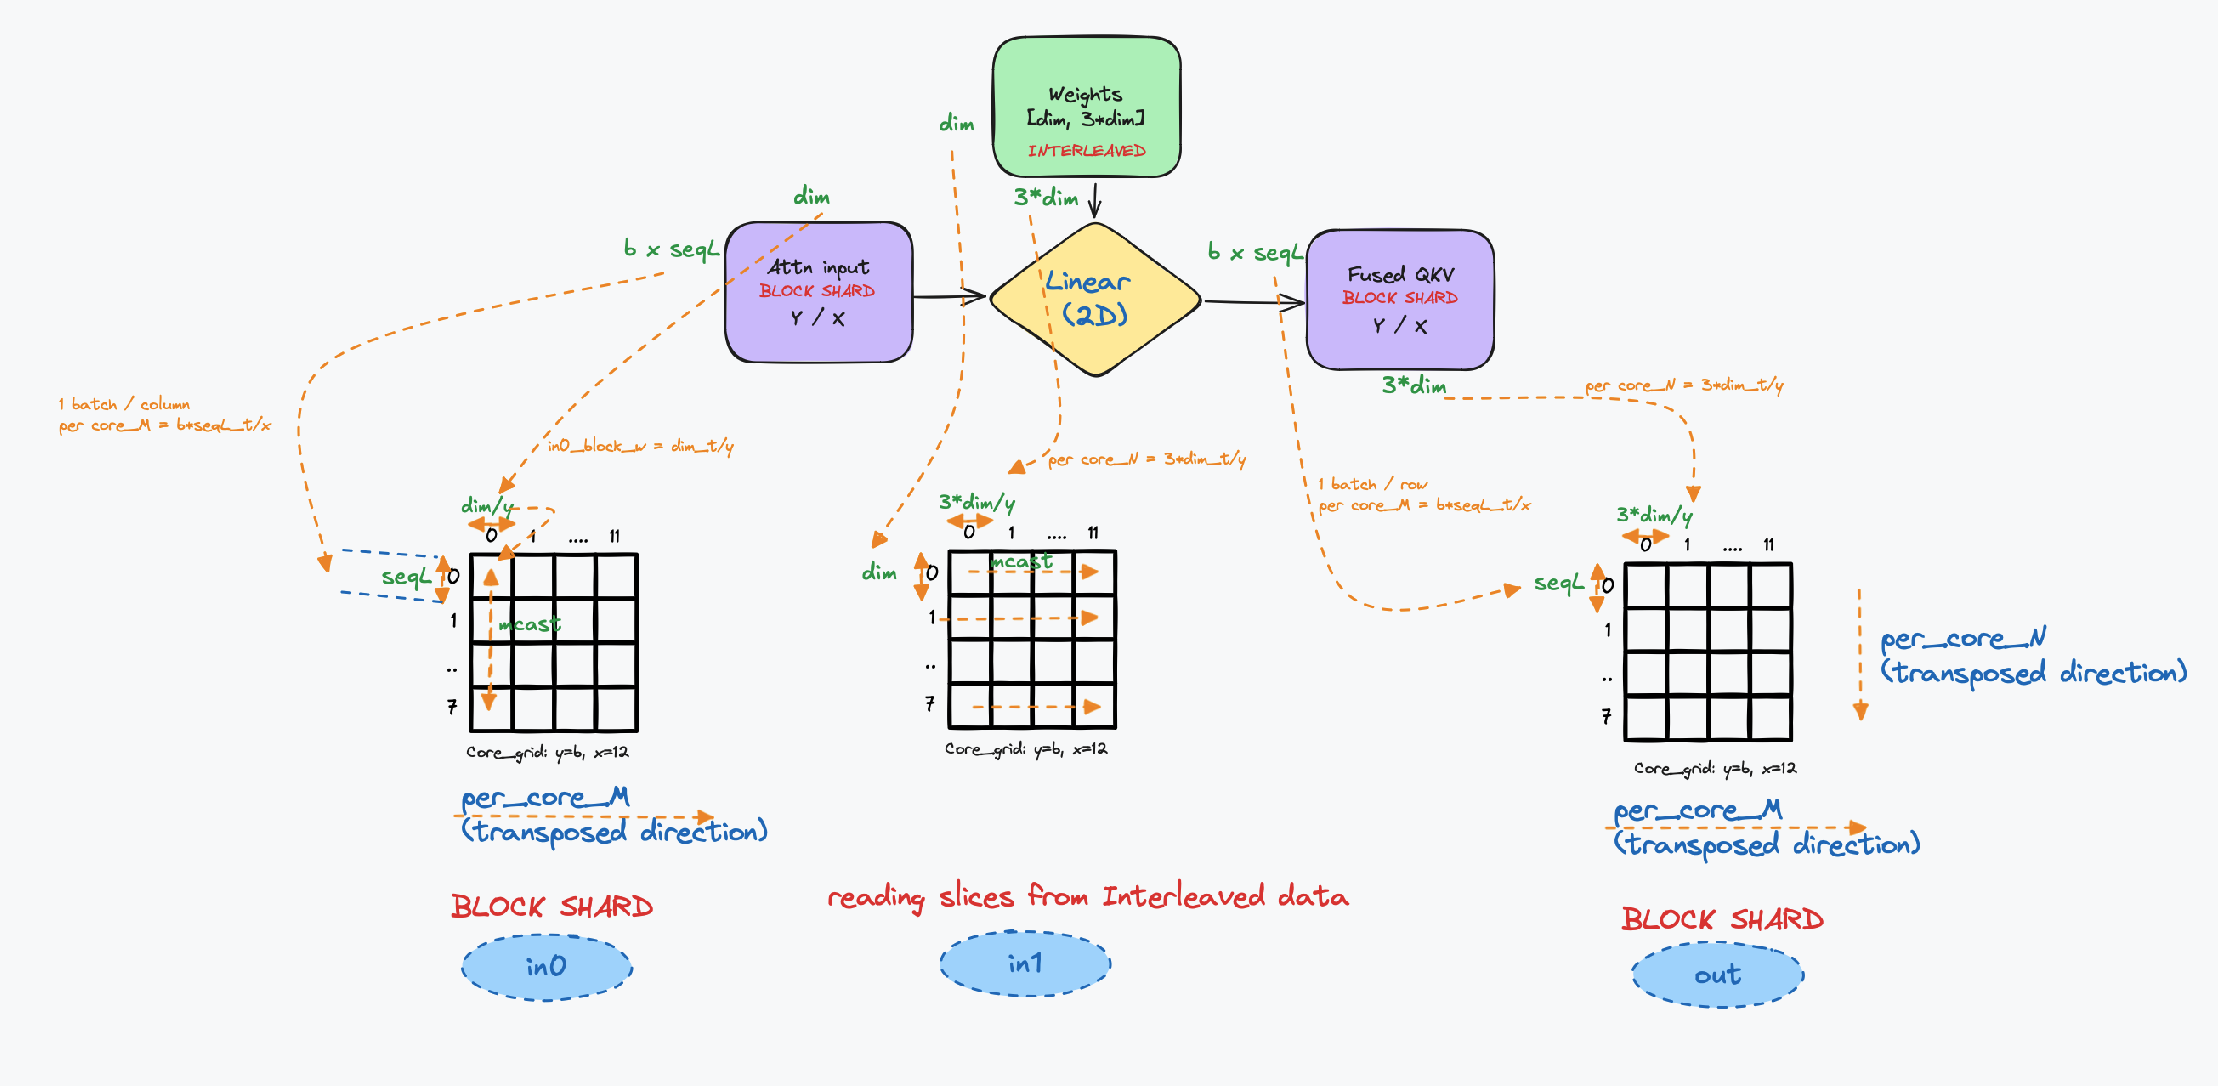 Weights
[dim, 3*dim]
INTERLEAVED
dim
3*dim
dim
b x seqL
Attn input
BLOCK SHARD
Y / X
Linear
(2D)
b x seqL
Fused QKV
BLOCK SHARD
Y / X
3*dim
per core_N = 3*dim_t/y
1 batch / column
per core_M = b*seqL_t/x
in0_block_w = dim_t/y
per core_N = 3*dim_t/y
1 batch / row
per core_M = b*seqL_t/x
dim/y
0 1 .... 11
seqL
0
1
..
7
mcast
Core_grid: y=b, x=12
per_core_M
(transposed direction)
BLOCK SHARD
in0
3*dim/y
0 1 .... 11
dim
0
1
..
7
mcast
Core_grid: y=b, x=12
reading slices from Interleaved data
in1
3*dim/y
0 1 .... 11
seqL
0
1
..
7
Core_grid: y=b, x=12
per_core_N
(transposed direction)
per_core_M
(transposed direction)
BLOCK SHARD
out